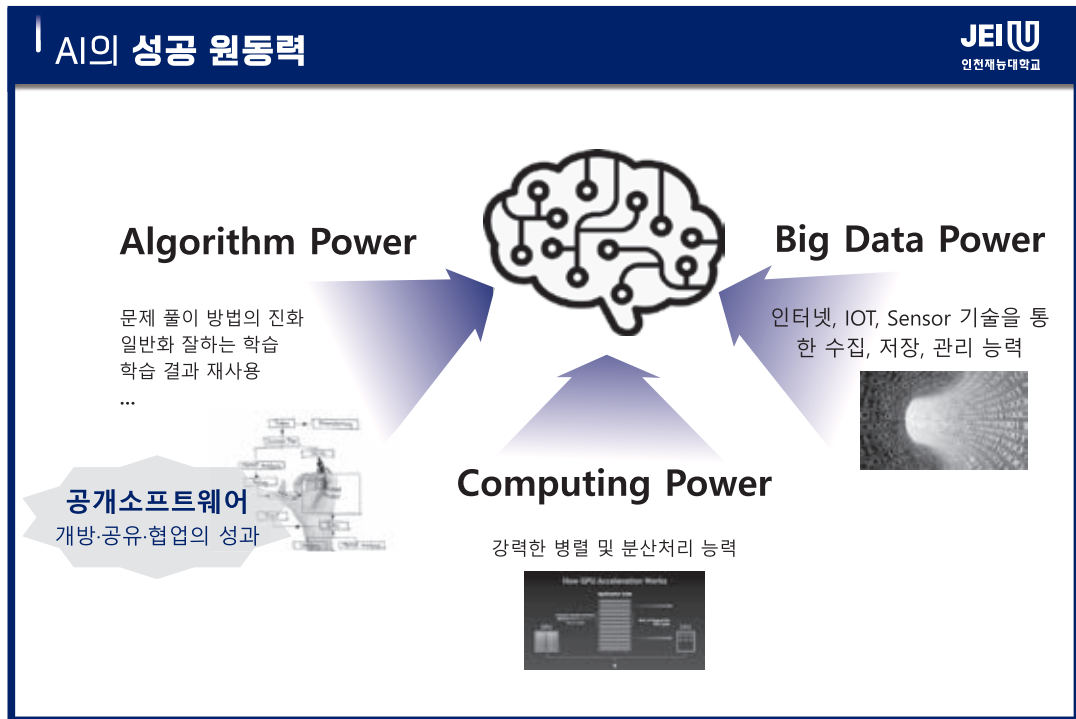 AI의 성공 원동력
JEIU
인천재능대학교
Algorithm Power
문제 풀이 방법의 진화
일반화 잘하는 학습
학습 결과 재사용
...
공개소프트웨어
개방·공유·협업의 성과
Big Data Power
인터넷, IOT, Sensor 기술을 통
한 수집, 저장, 관리 능력
Computing Power
강력한 병렬 및 분산처리 능력
How GPU Acceleration Works